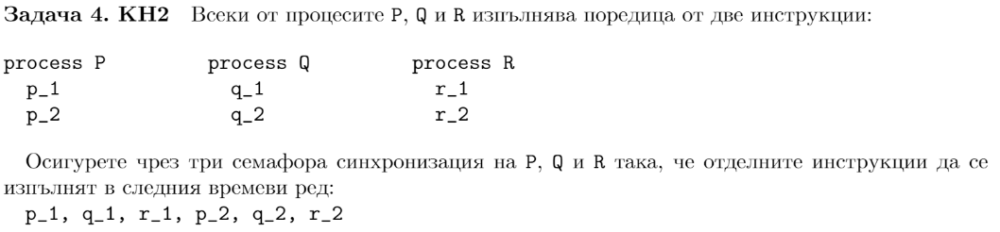 Задача 4. КН2 Всеки от процесите P, Q и R изпълнява поредица от две инструкции:
process P process Q process R
p_1 q_1 r_1
p_2 q_2 r_2
Осигурете чрез три семафора синхронизация на P, Q и R така, че отделните инструкции да се
изпълнят в следния времеви ред:
p_1, q_1, r_1, p_2, q_2, r_2